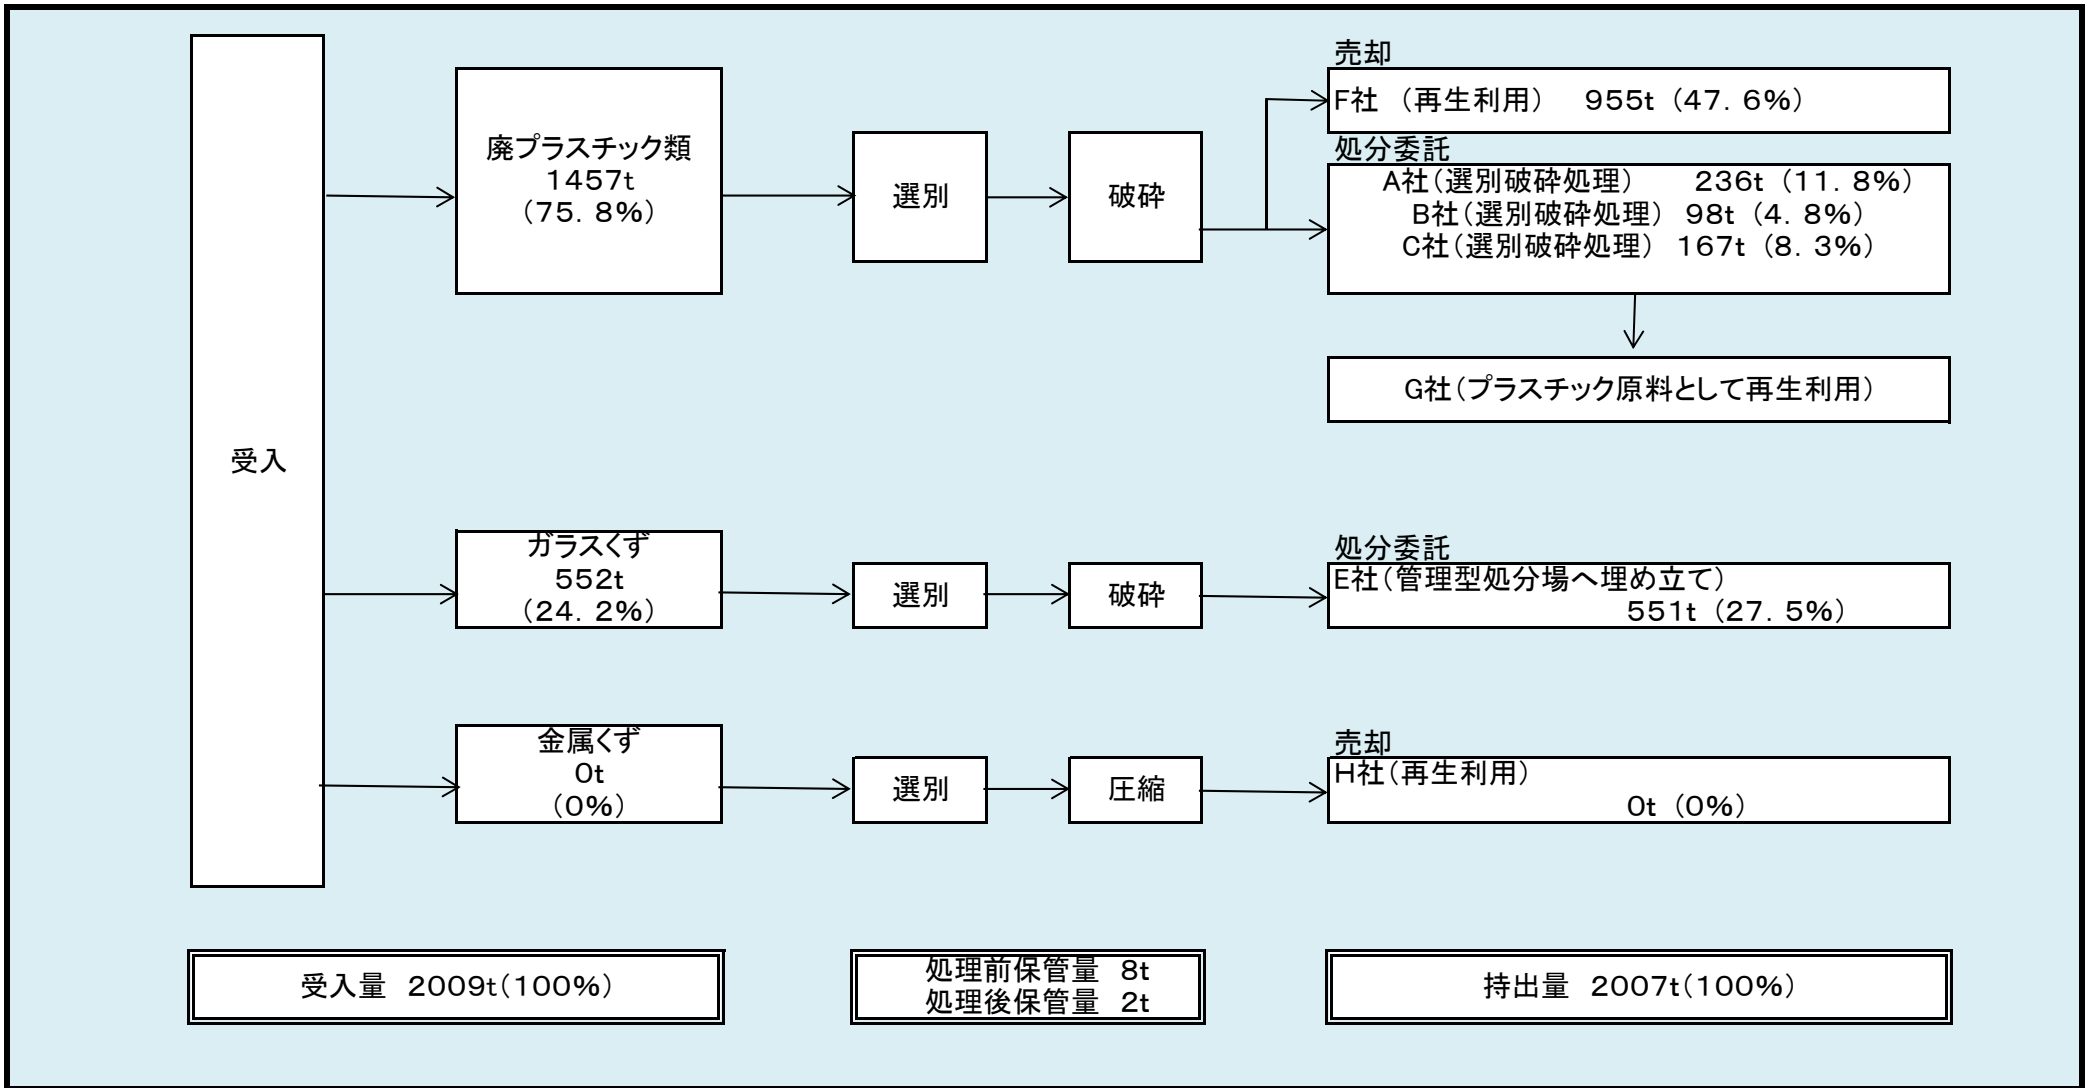 受入
廃プラスチック類
1457t
(75.8%)
選別
破砕
売却
F社 (再生利用) 955t (47.6%)
処分委託
A社(選別破砕処理) 236t (11.8%)
B社(選別破砕処理) 98t (4.8%)
C社(選別破砕処理) 167t (8.3%)
G社(プラスチック原料として再生利用)
ガラスくず
552t
(24.2%)
選別
破砕
処分委託
E社(管理型処分場へ埋め立て)
551t (27.5%)
金属くず
0t
(0%)
選別
圧縮
売却
H社(再生利用)
0t (0%)
受入量 2009t(100%)
処理前保管量 8t
処理後保管量 2t
持出量 2007t(100%)